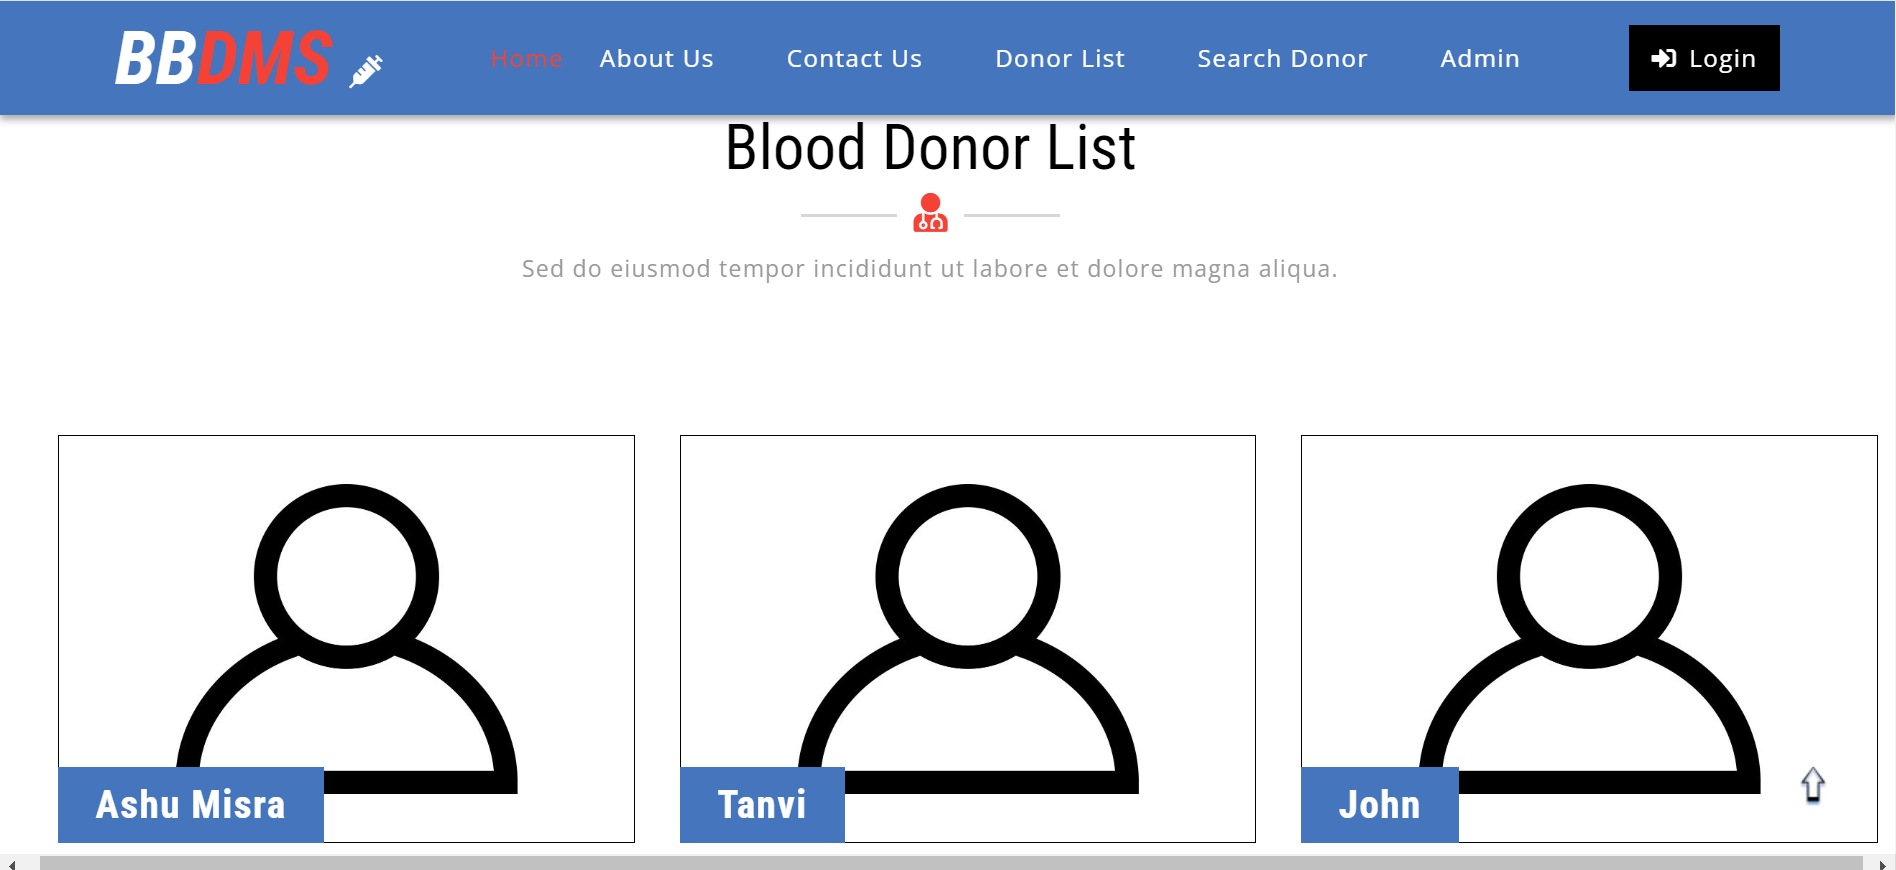 BBDMS Home About Us Contact Us Donor List Search Donor Admin Login
Blood Donor List
Sed do eiusmod tempor incididunt ut labore et dolore magna aliqua.
Ashu Misra Tanvi John